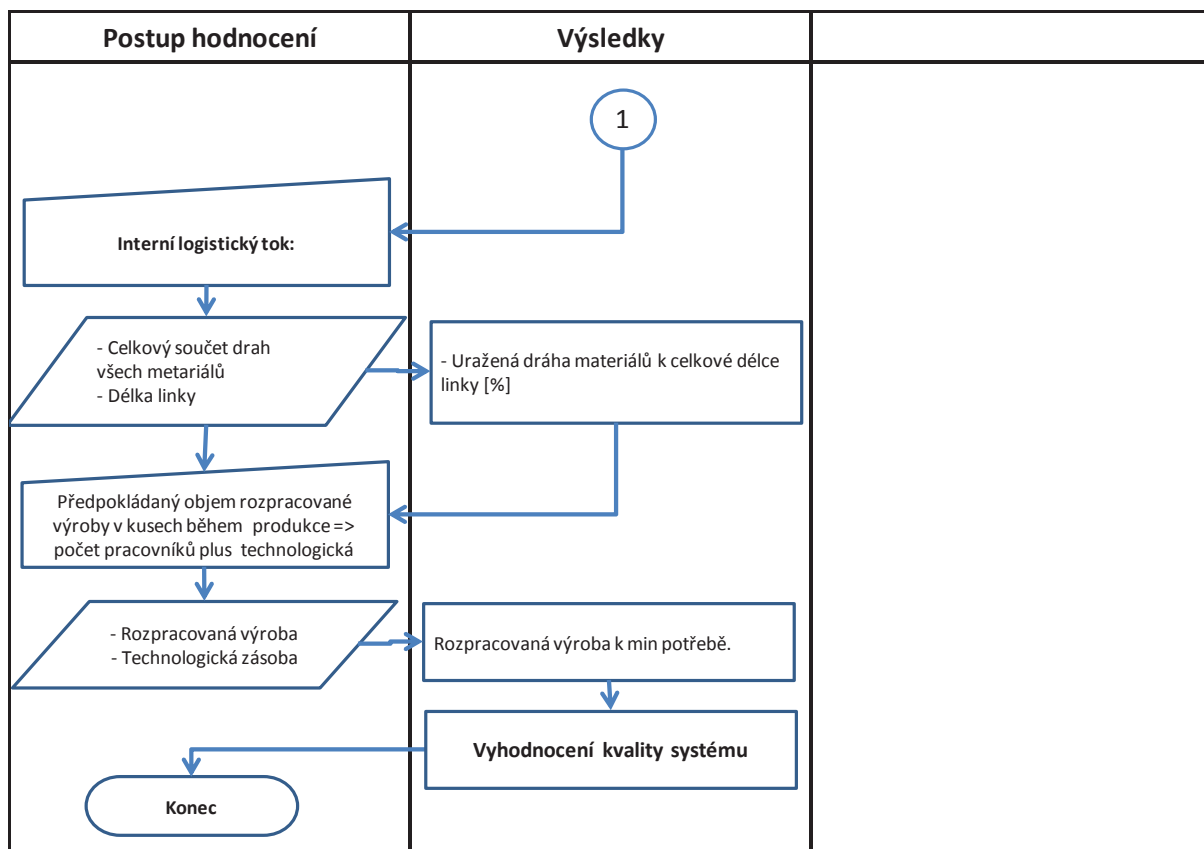 Postup hodnocení
Výsledky
1
Interní logistický tok:
- Celkový součet drah
všech metariálů
- Délka linky
- Uražená dráha materiálů k celkové délce
linky [%]
Předpokládaný objem rozpracované
výroby v kusech během produkce =>
počet pracovníků plus technologická
- Rozpracovaná výroba
- Technologická zásoba
Rozpracovaná výroba k min potřebě.
Vyhodnocení kvality systému
Konec